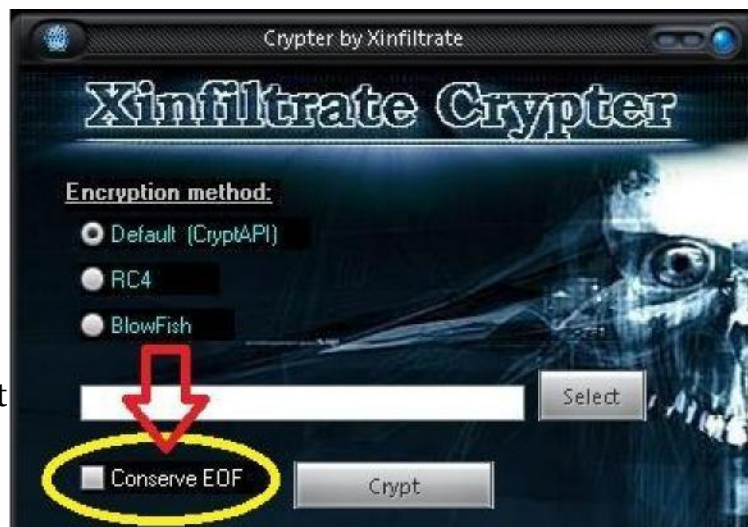 Crypter by Xinfiltrate
Xinfiltrate Crypter
Encryption method:
Default (CryptAPI)
RC4
BlowFish
Select
Conserve EOF
Crypt